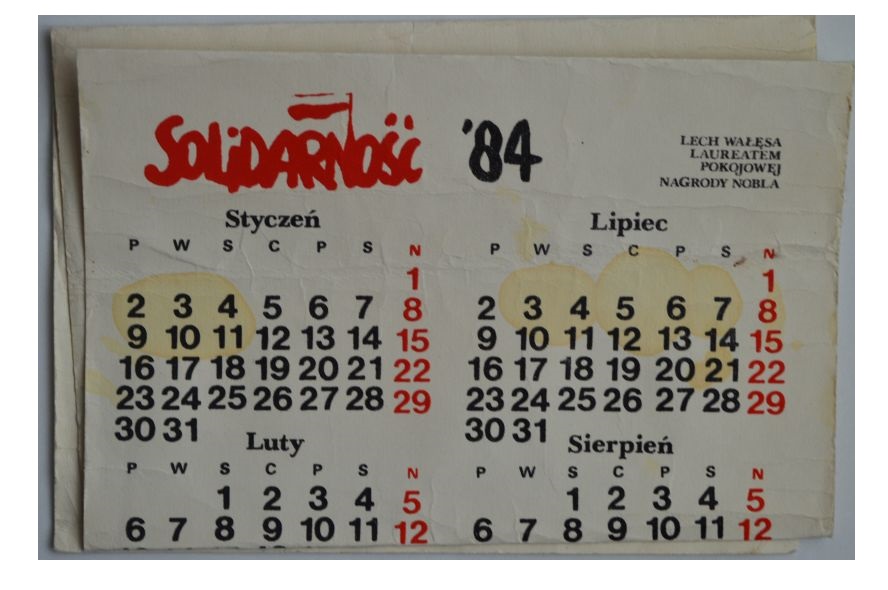 SOLIDARNOŚĆ '84
LECH WAŁĘSA
LAUREATEM
POKOJOWEJ
NAGRODY NOBLA
Styczeń
P W S C P S N
1
2 3 4 5 6 7 8
9 10 11 12 13 14 15
16 17 18 19 20 21 22
23 24 25 26 27 28 29
30 31
Luty
P W S C P S N
1 2 3 4 5
6 7 8 9 10 11 12
Lipiec
P W S C P S N
1
2 3 4 5 6 7 8
9 10 11 12 13 14 15
16 17 18 19 20 21 22
23 24 25 26 27 28 29
30 31
Sierpień
P W S C P S N
1 2 3 4 5
6 7 8 9 10 11 12